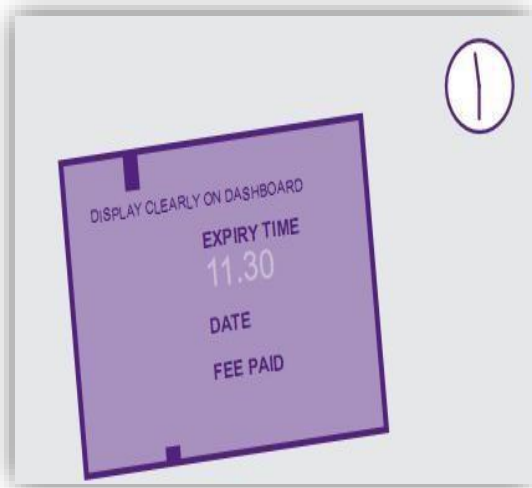 DISPLAY CLEARLY ON DASHBOARD
EXPIRY TIME
11.30
DATE
FEE PAID